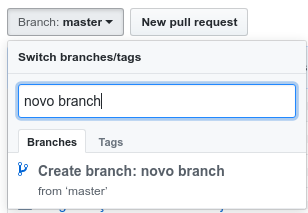 Branch: master
New pull request
Switch branches/tags
novo branch
Branches
Tags
Create branch: novo branch
from 'master'